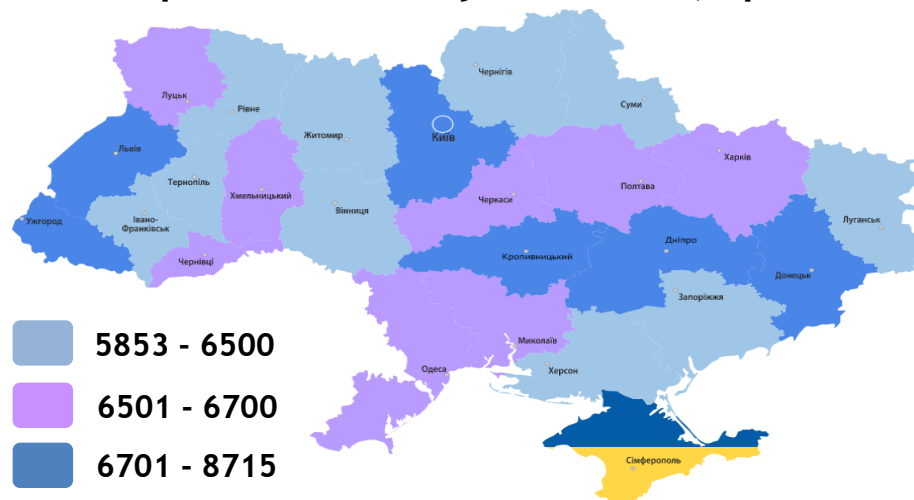 Чернігів
Суми
Луцьк
Рівне
Житомир
Київ
Харків
Львів
Тернопіль
Хмельницький
Черкаси
Полтава
Ужгород
Івано-
Франківськ
Вінниця
Луганськ
Чернівці
Кропивницький
Дніпро
Донецьк
Запоріжжя
Миколаїв
Одеса
Херсон
Сімферополь
5853 - 6500
6501 - 6700
6701 - 8715